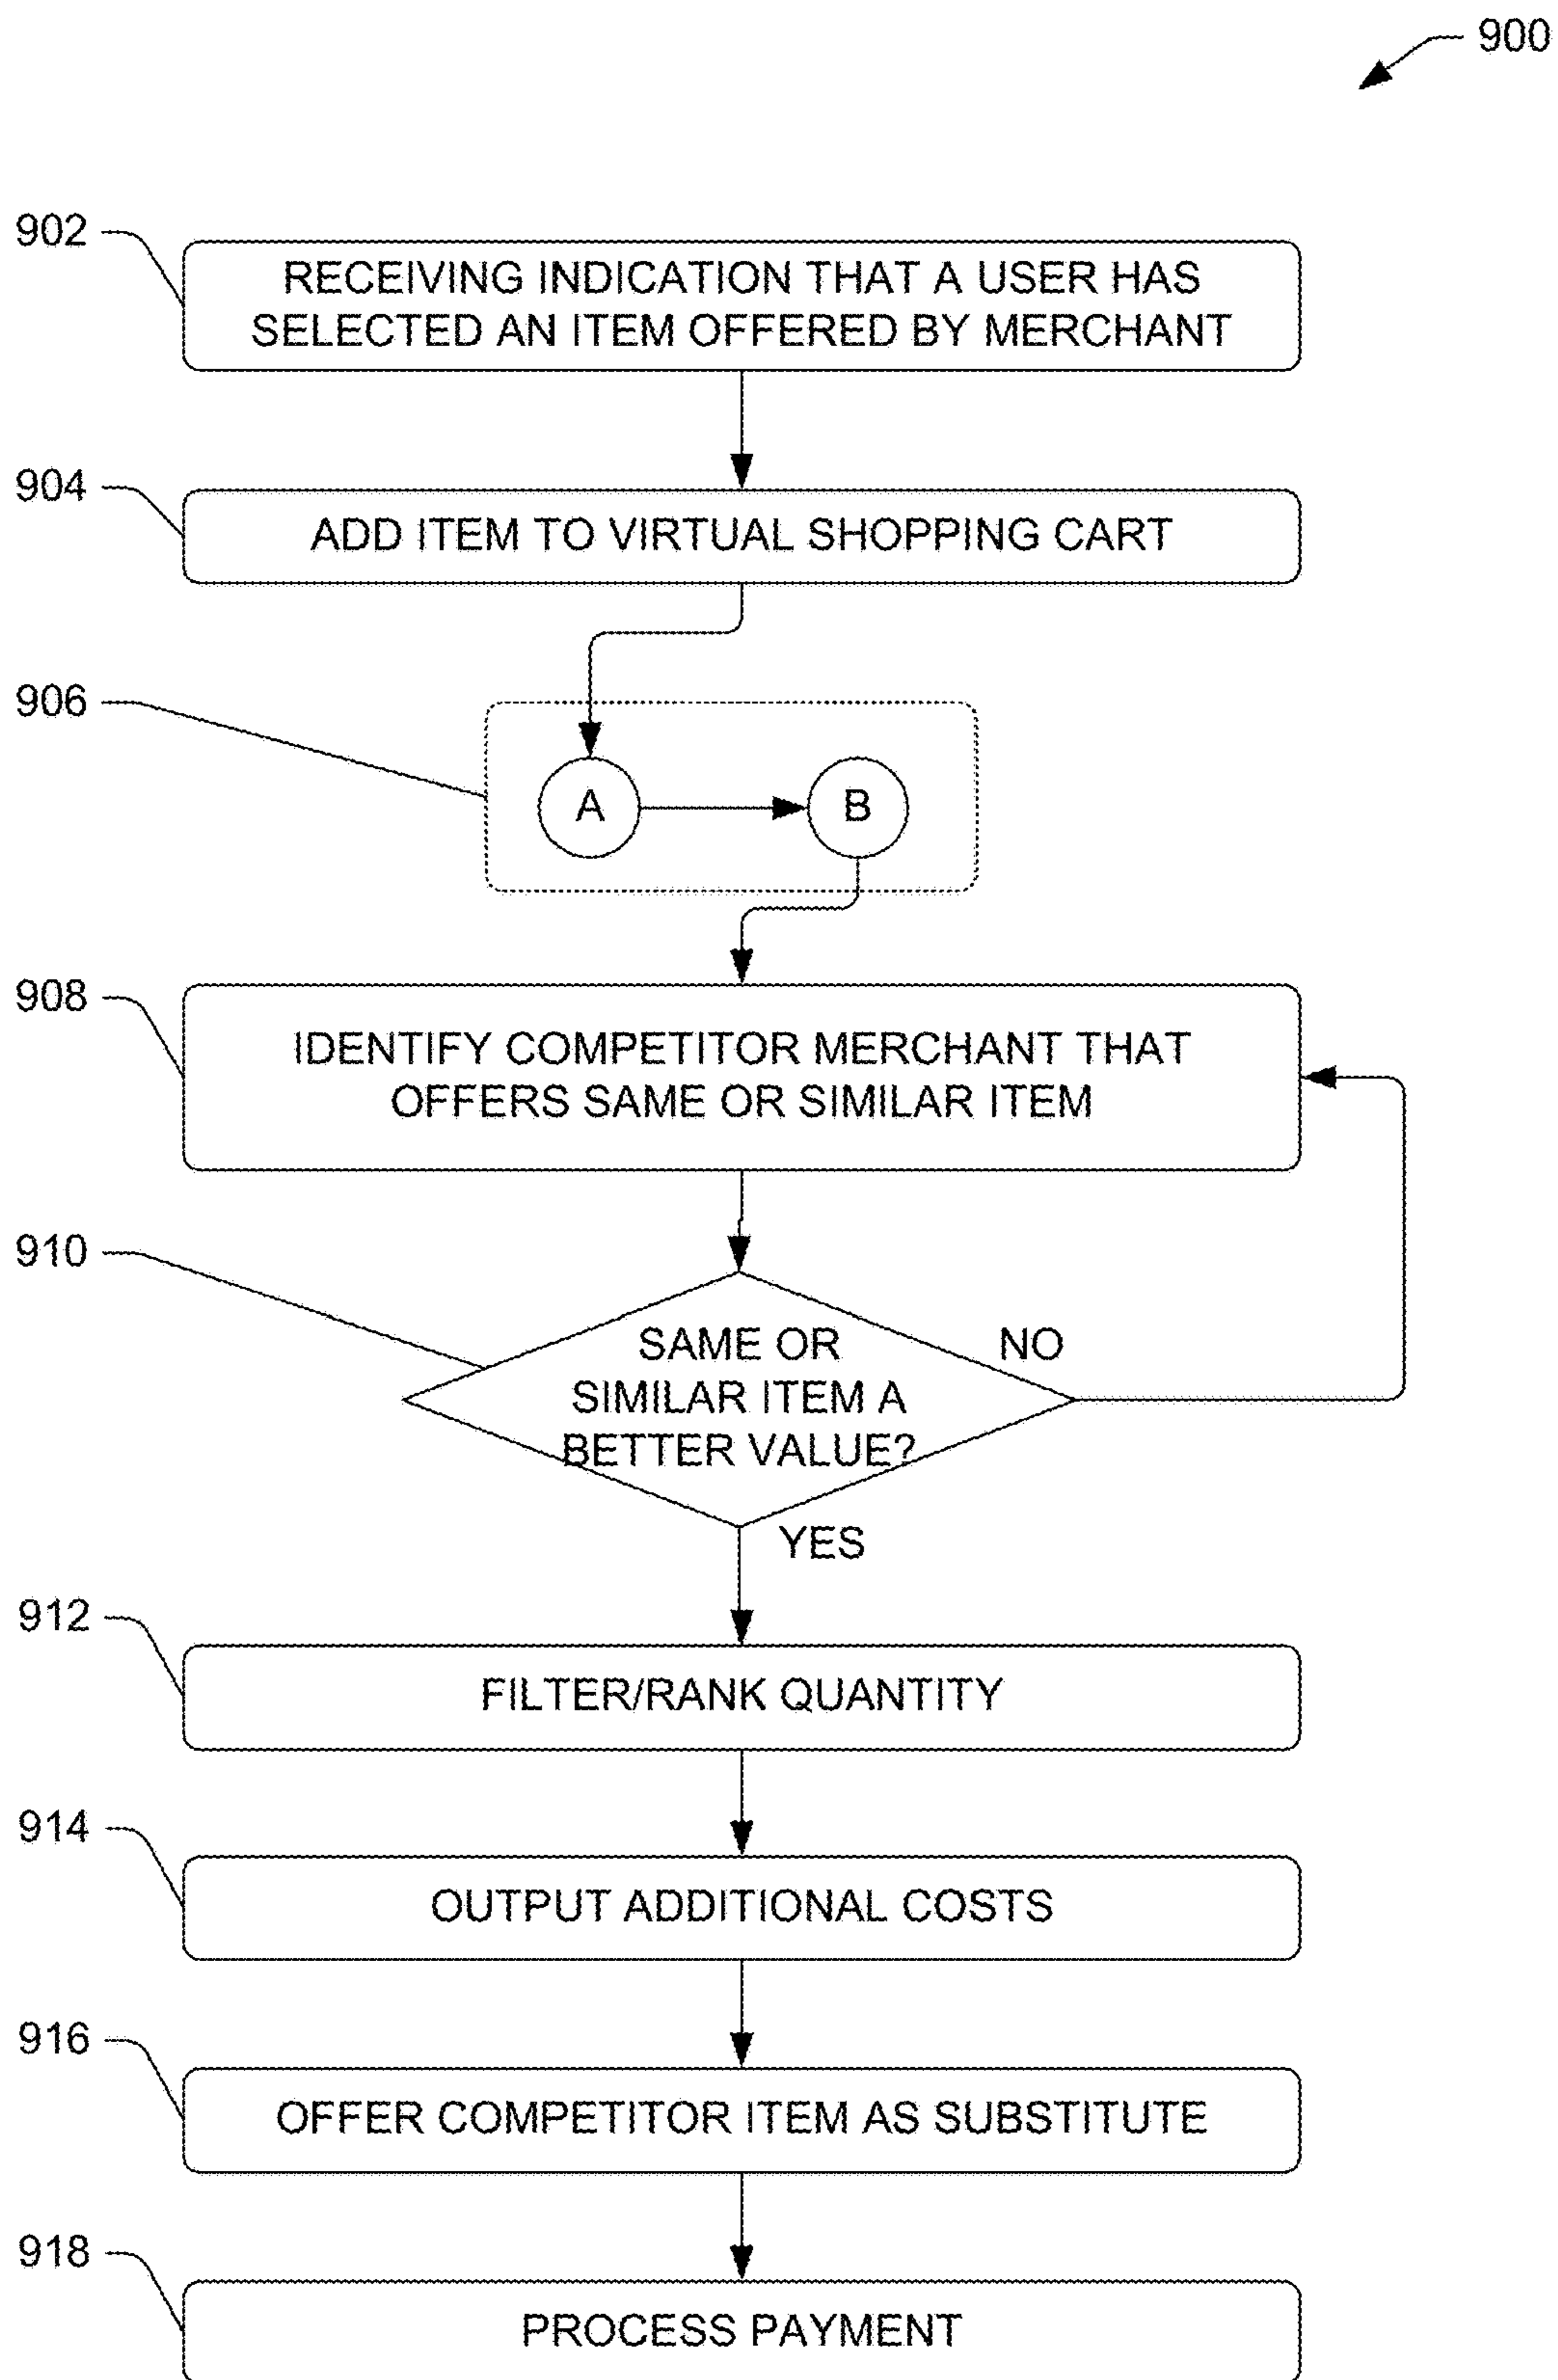 900
902
RECEIVING INDICATION THAT A USER HAS
SELECTED AN ITEM OFFERED BY MERCHANT
904
ADD ITEM TO VIRTUAL SHOPPING CART
906
A
B
908
IDENTIFY COMPETITOR MERCHANT THAT
OFFERS SAME OR SIMILAR ITEM
910
SAME OR
SIMILAR ITEM A
BETTER VALUE?
NO
YES
912
FILTER/RANK QUANTITY
914
OUTPUT ADDITIONAL COSTS
916
OFFER COMPETITOR ITEM AS SUBSTITUTE
918
PROCESS PAYMENT